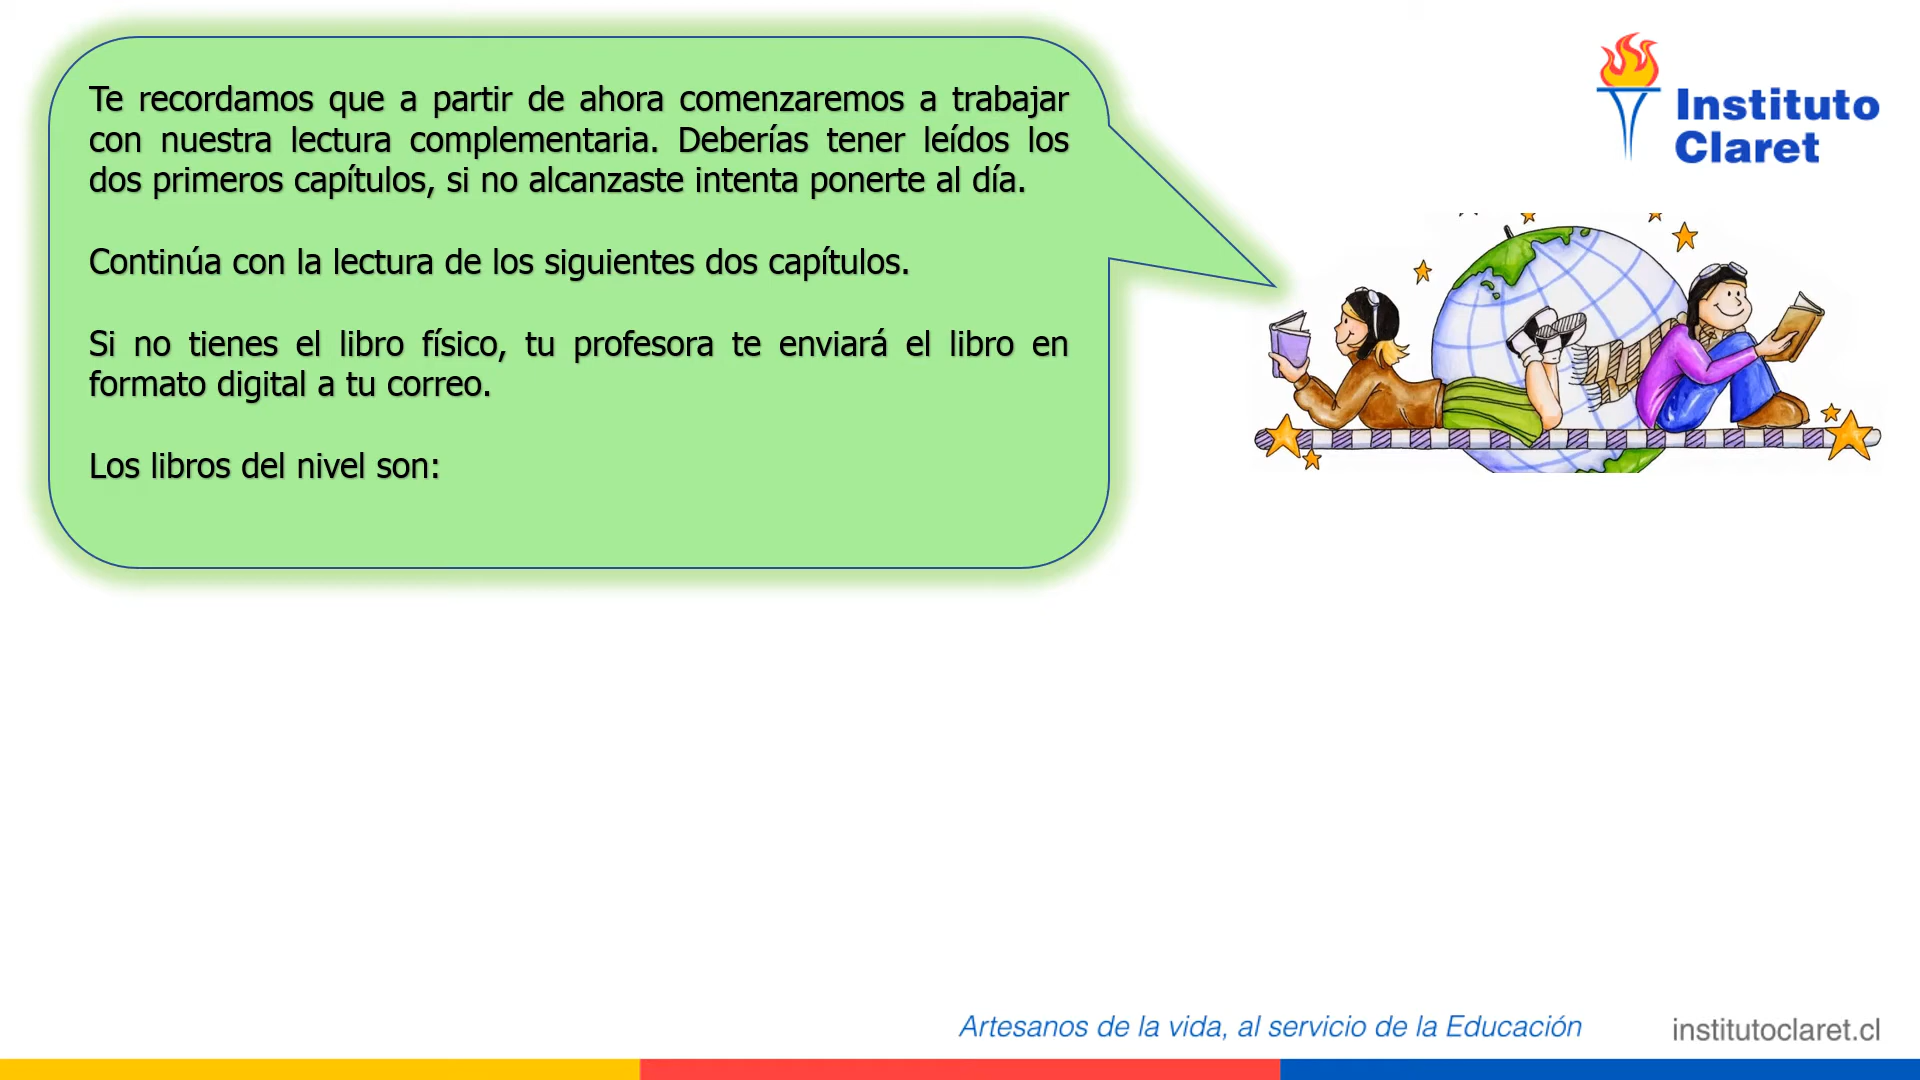 Te recordamos que a partir de ahora comenzaremos a trabajar
con nuestra lectura complementaria. Deberías tener leídos los
dos primeros capítulos, si no alcanzaste intenta ponerte al día.
Continúa con la lectura de los siguientes dos capítulos.
Si no tienes el libro físico, tu profesora te enviará el libro en
formato digital a tu correo.
Los libros del nivel son:
Instituto
Claret
Artesanos de la vida, al servicio de la Educación
institutoclaret.cl